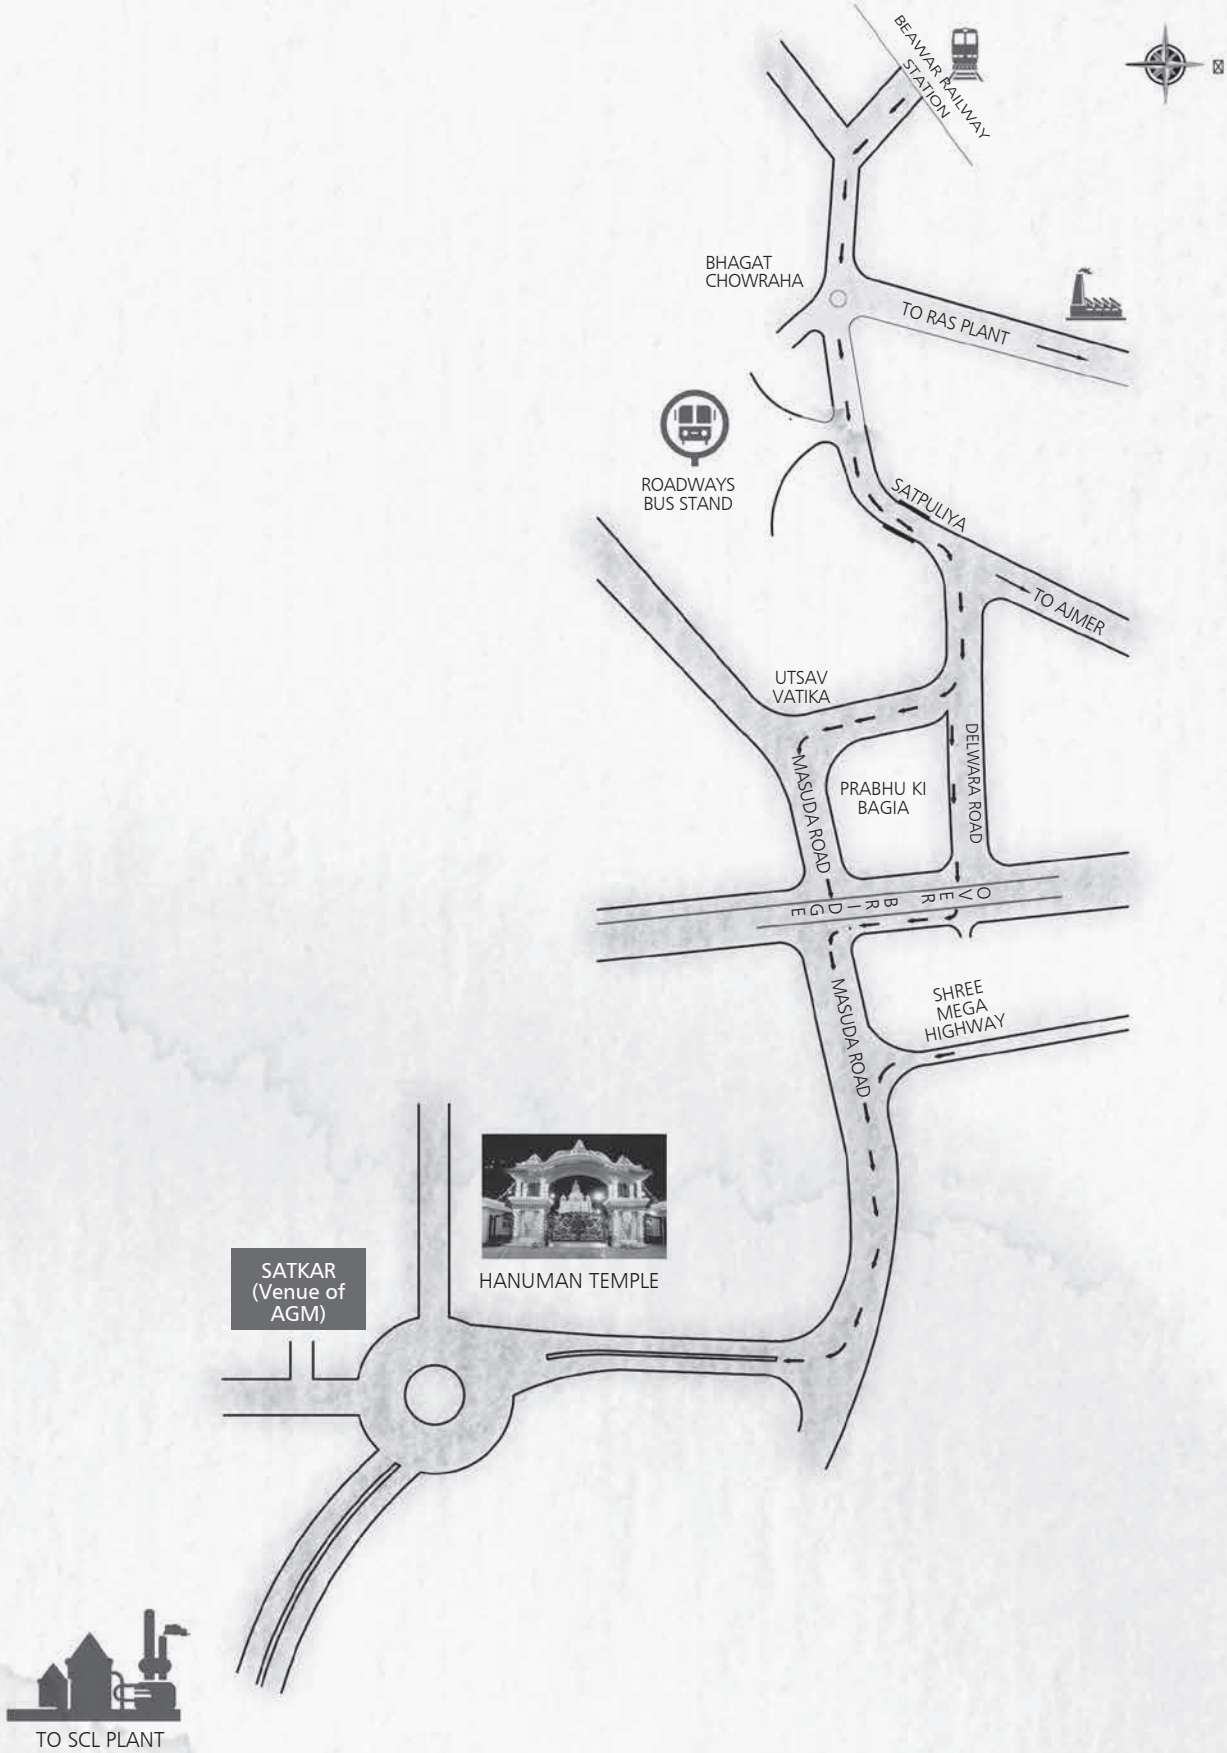 BEAWAR RAILWAY
STATION
BHAGAT
CHOWRAHA
TO RAS PLANT
ROADWAYS
BUS STAND
SATPULIYA
TO AJMER
UTSAV
VATIKA
MASUDA ROAD
PRABHU KI
BAGIA
DELWARA ROAD
OVER BRIDGE
SHREE
MEGA
HIGHWAY
MASUDA ROAD
HANUMAN TEMPLE
SATKAR
(Venue of
AGM)
TO SCL PLANT